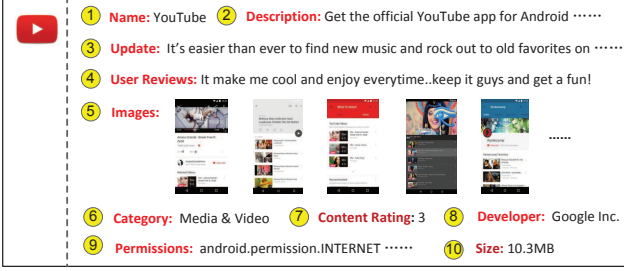 1 Name: YouTube 2 Description: Get the official YouTube app for Android ······
3 Update: It's easier than ever to find new music and rock out to old favorites on ······
4 User Reviews: It make me cool and enjoy everytime..keep it guys and get a fun!
5 Images: ......
What to Watch
6 Category: Media & Video 7 Content Rating: 3 8 Developer: Google Inc.
9 Permissions: android.permission.INTERNET ······ 10 Size: 10.3MB